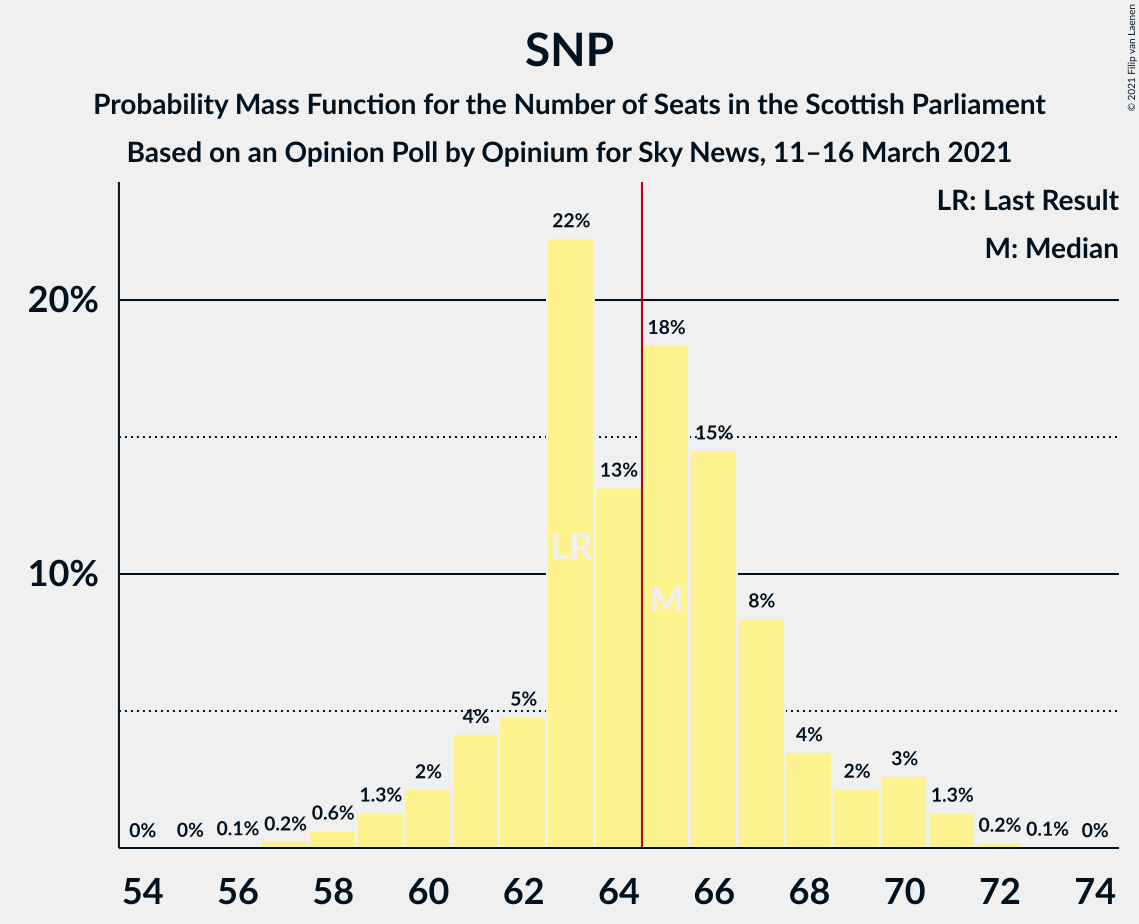 © 2021 Filip van Laenen
SNP
Probability Mass Function for the Number of Seats in the Scottish Parliament
Based on an Opinion Poll by Opinium for Sky News, 11–16 March 2021
LR: Last Result
M: Median
20%
10%
0%
0%
0.1%
0.2%
0.6%
1.3%
2%
4%
5%
22%
13%
18%
15%
8%
4%
2%
3%
1.3%
0.2%
0.1%
0%
LR
M
54 56 58 60 62 64 66 68 70 72 74